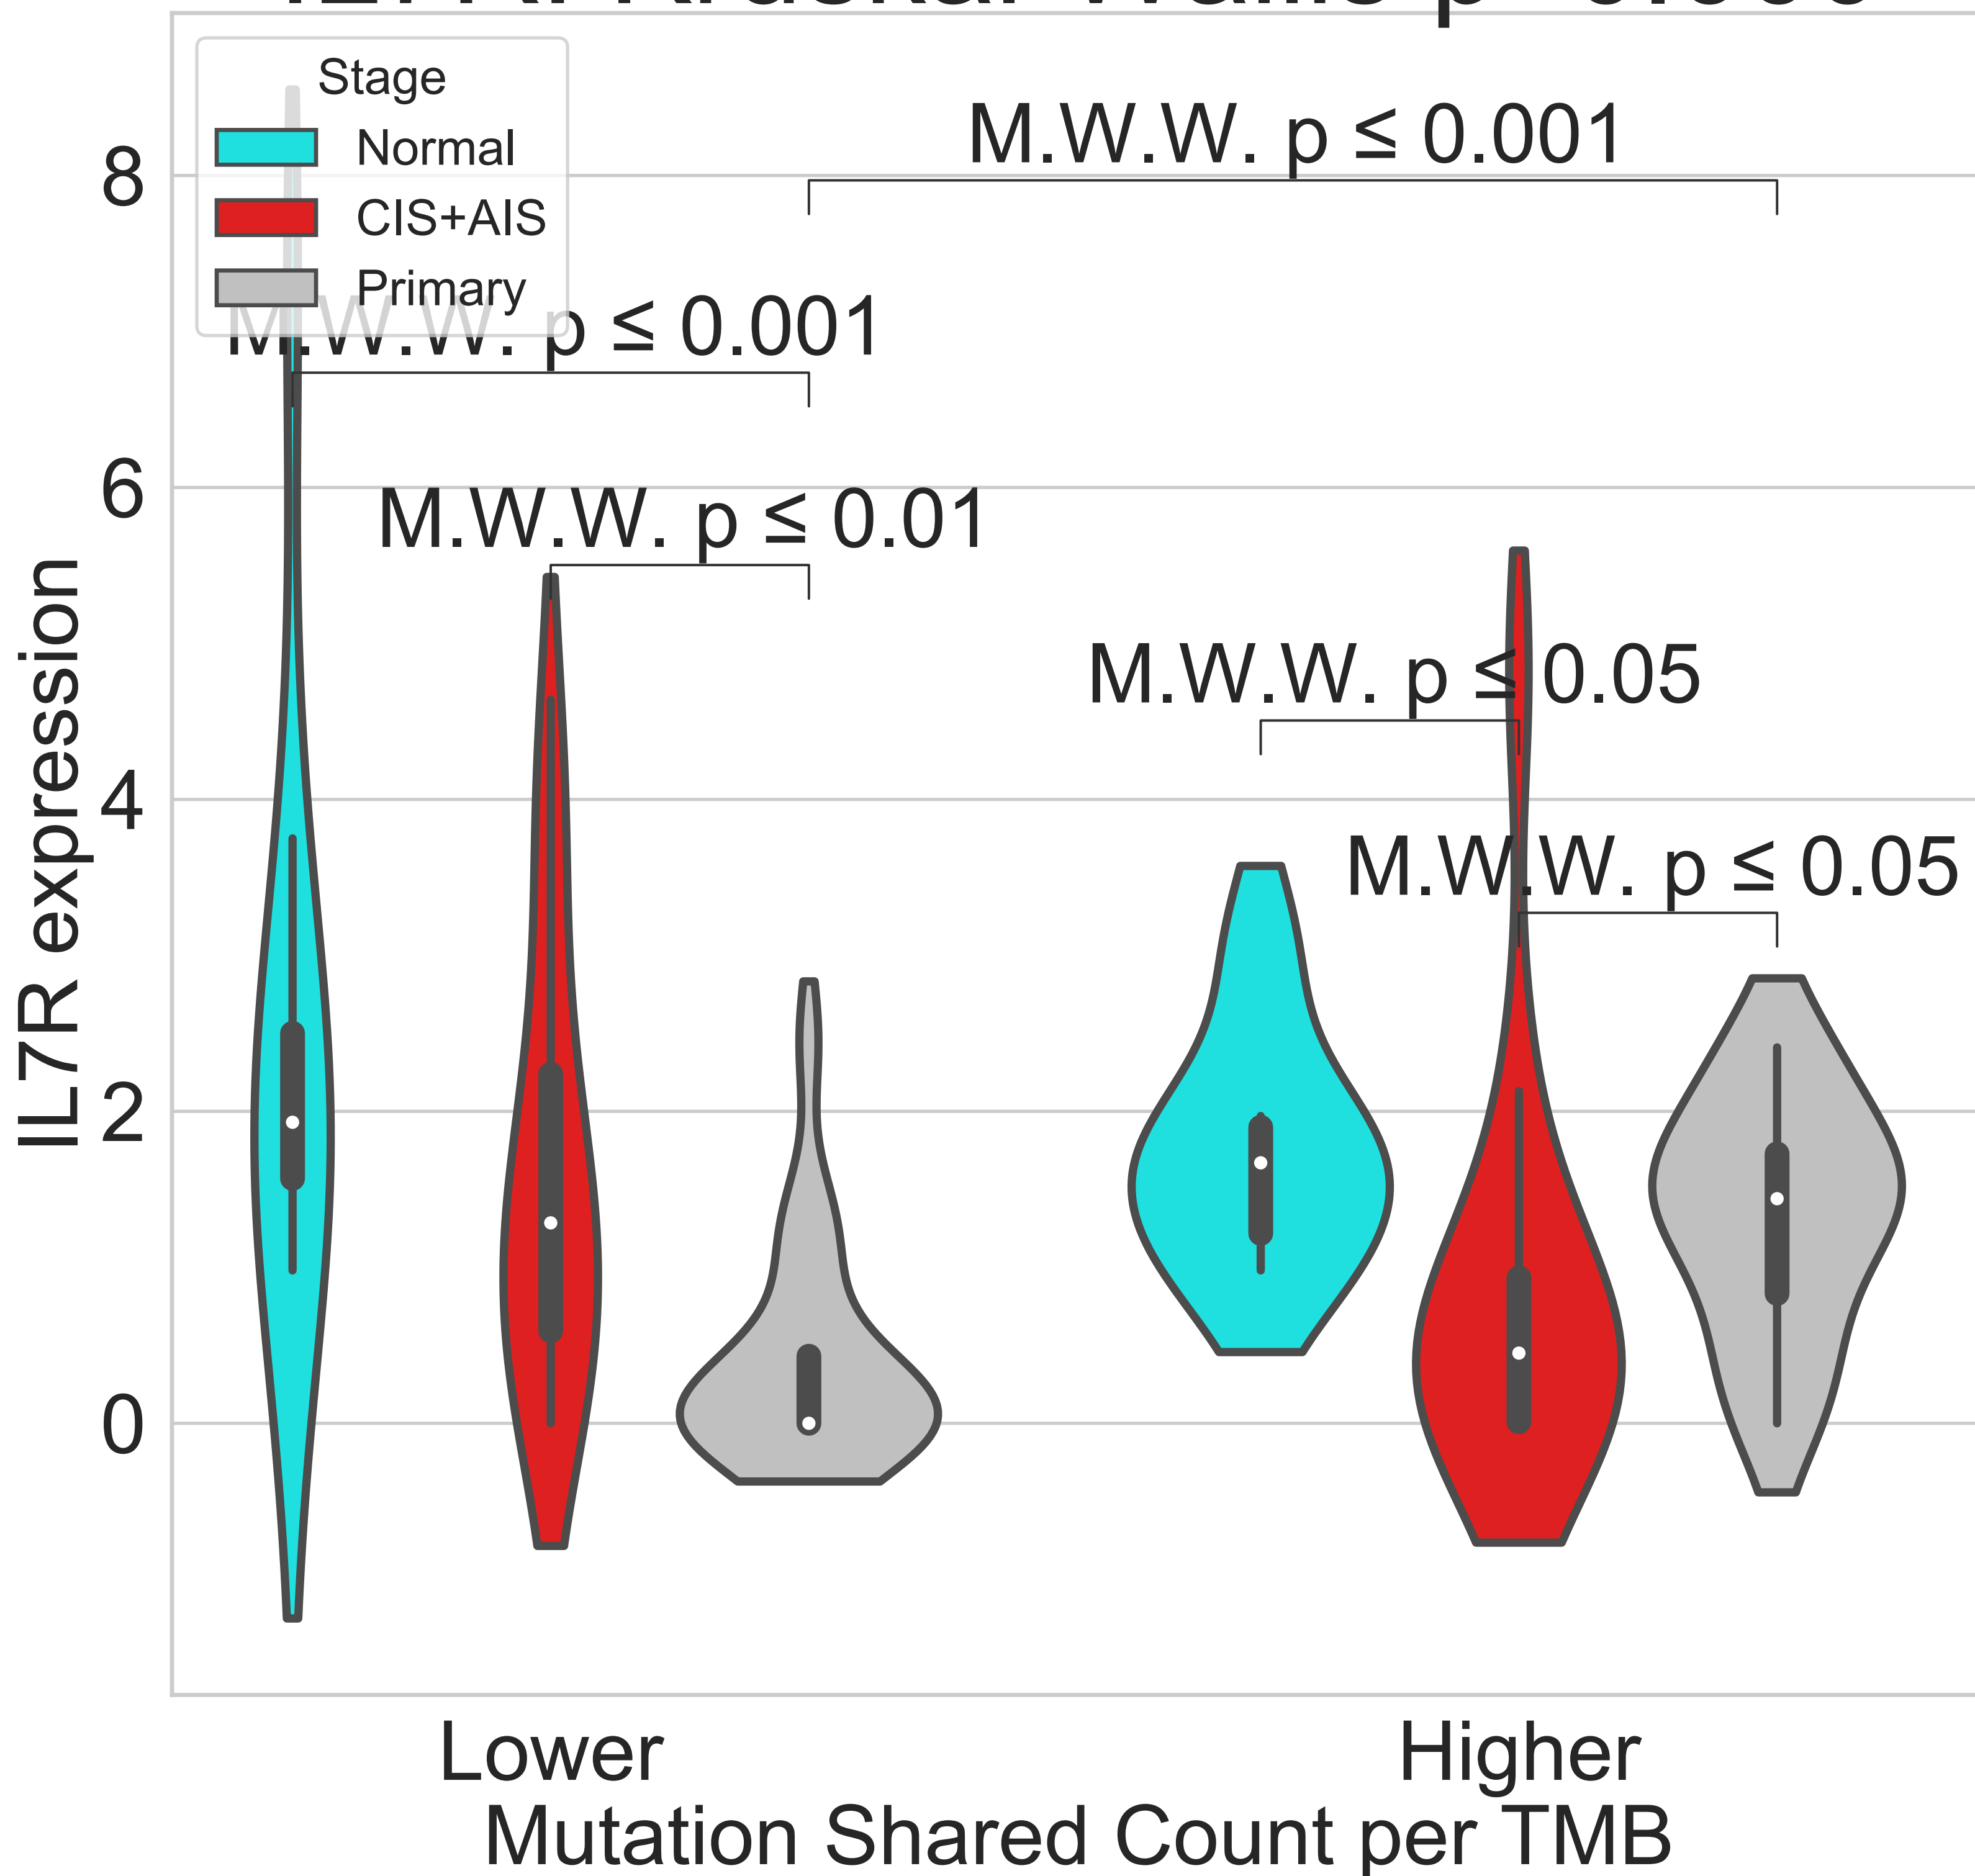 Stage
Normal
CIS+AIS
Primary
M.W.W. p ≤ 0.001
M.W.W. p ≤ 0.001
M.W.W. p ≤ 0.01
M.W.W. p ≤ 0.05
M.W.W. p ≤ 0.05
8
6
4
2
0
IL7R expression
Lower
Higher
Mutation Shared Count per TMB